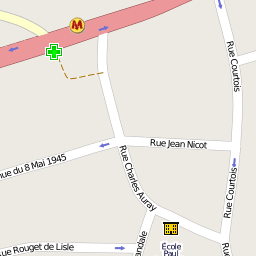 M
Rue Courtois
Rue Jean Nicot
nue du 8 Mai 1945
Rue Charles Auray
Rue Courtois
École
Paul
Rue
Rouget de Lisle